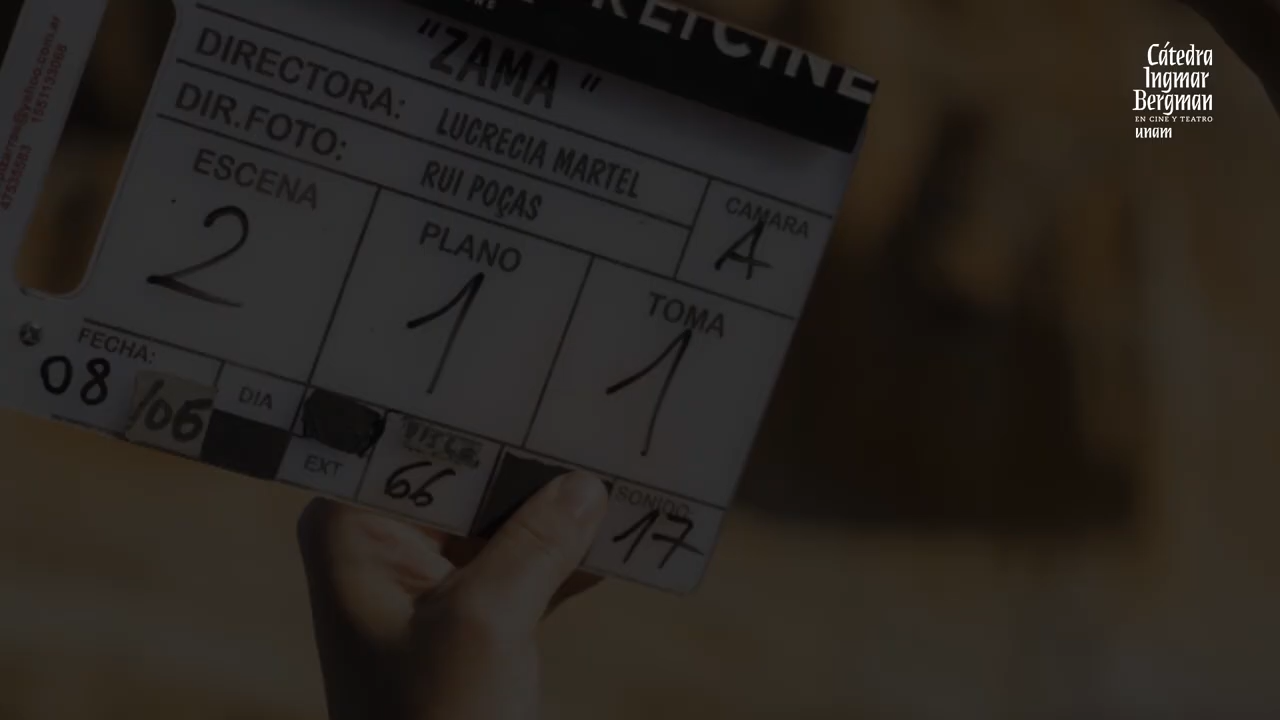 REICINE
"ZAMA"
DIRECTORA: LUCRECIA MARTEL
DIR.FOTO: RUI POÇAS
CAMARA
A
ESCENA
2
PLANO
1
TOMA
1
FECHA:
08 /06
DIA
EXT
66
SONIDO:
17
Cátedra
Ingmar
Bergman
EN CINE Y TEATRO
unam